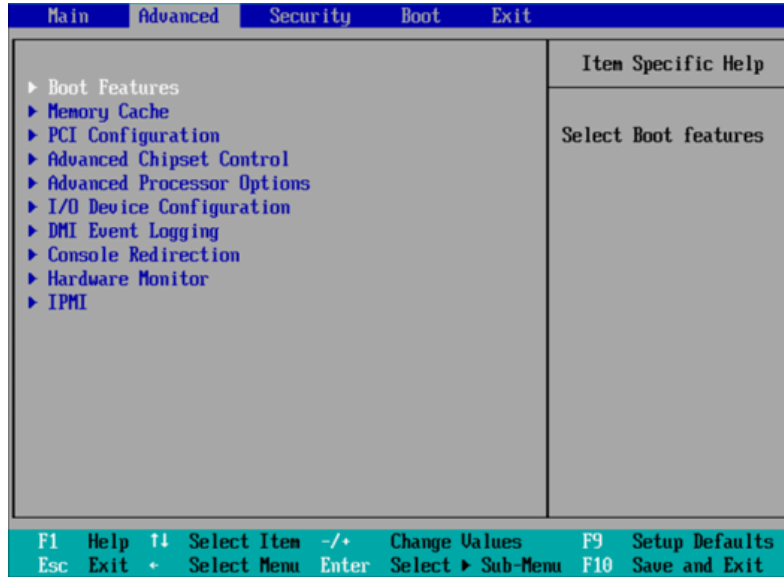 Main Advanced Security Boot Exit
Item Specific Help
▶ Boot Features
▶ Memory Cache
▶ PCI Configuration
Select Boot features
▶ Advanced Chipset Control
▶ Advanced Processor Options
▶ I/O Device Configuration
▶ DMI Event Logging
▶ Console Redirection
▶ Hardware Monitor
▶ IPMI
F1 Help ↑↓ Select Item -/+ Change Values F9 Setup Defaults
Esc Exit ← Select Menu Enter Select ▶ Sub-Menu F10 Save and Exit